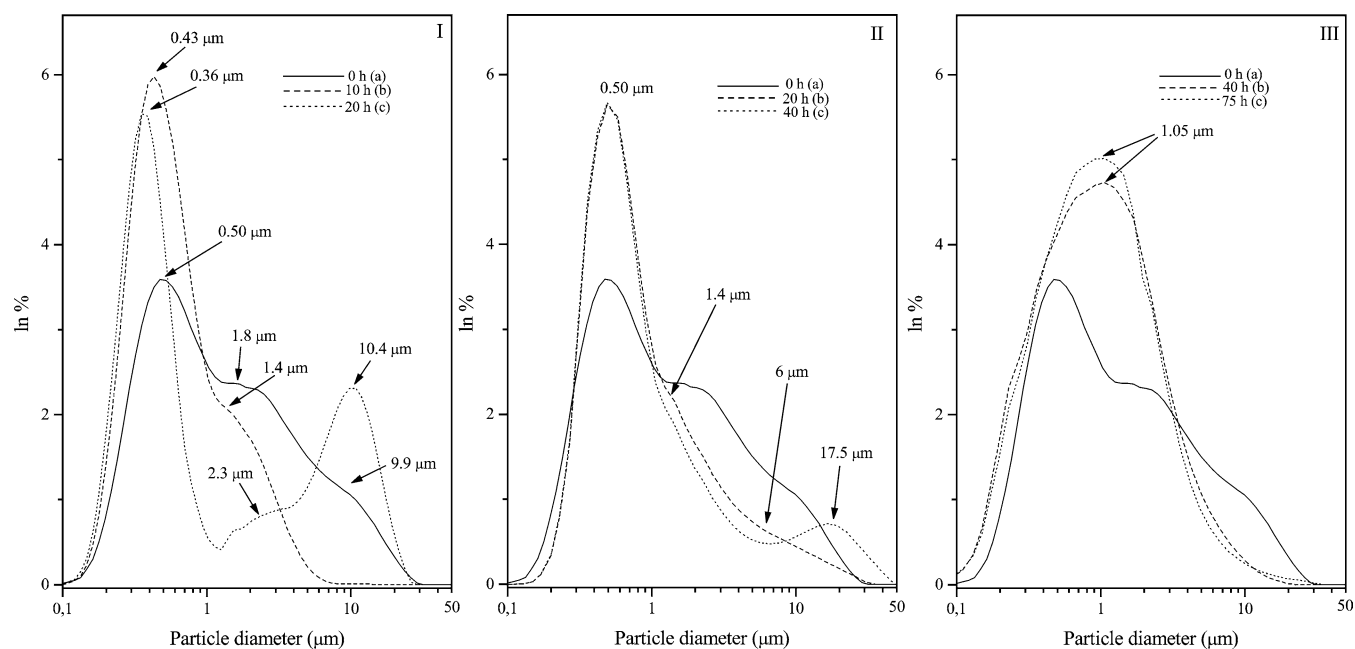 I
0.43 μm
0.36 μm
0 h (a)
10 h (b)
20 h (c)
0.50 μm
1.8 μm
1.4 μm
10.4 μm
2.3 μm
9.9 μm
6
4
2
0
ln %
0,1
1
10
50
Particle diameter (μm)
II
0.50 μm
0 h (a)
20 h (b)
40 h (c)
1.4 μm
6 μm
17.5 μm
6
4
2
0
ln %
0,1
1
10
50
Particle diameter (μm)
III
0 h (a)
40 h (b)
75 h (c)
1.05 μm
6
4
2
0
ln %
0,1
1
10
50
Particle diameter (μm)